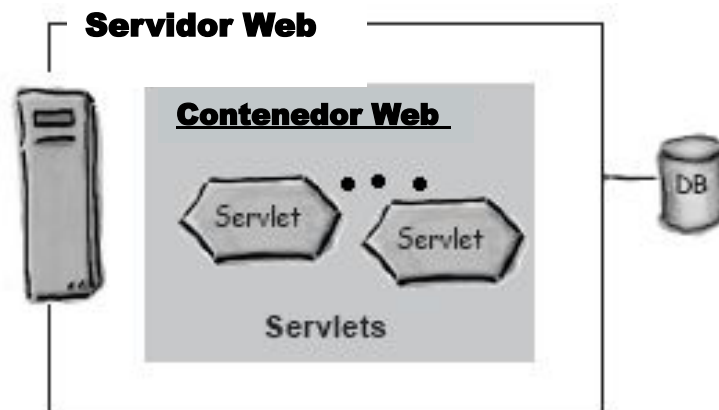 Servidor Web
Contenedor Web
Servlet
Servlet
DB
Servlets